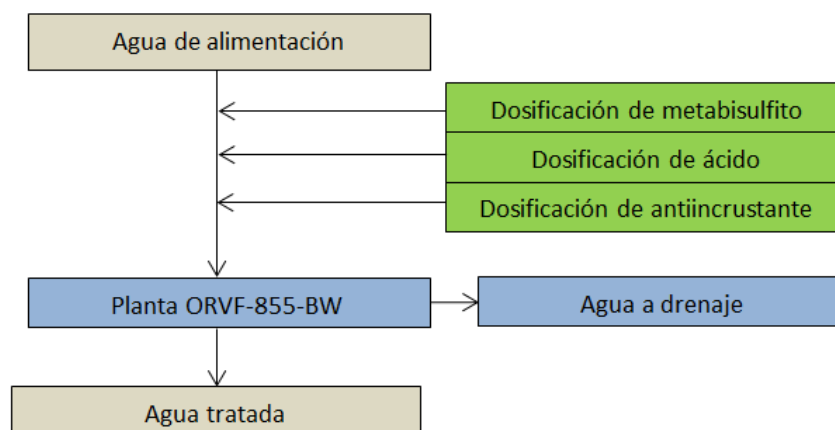 Agua de alimentación
Dosificación de metabisulfito
Dosificación de ácido
Dosificación de antiincrustante
Planta ORVF-855-BW
Agua a drenaje
Agua tratada